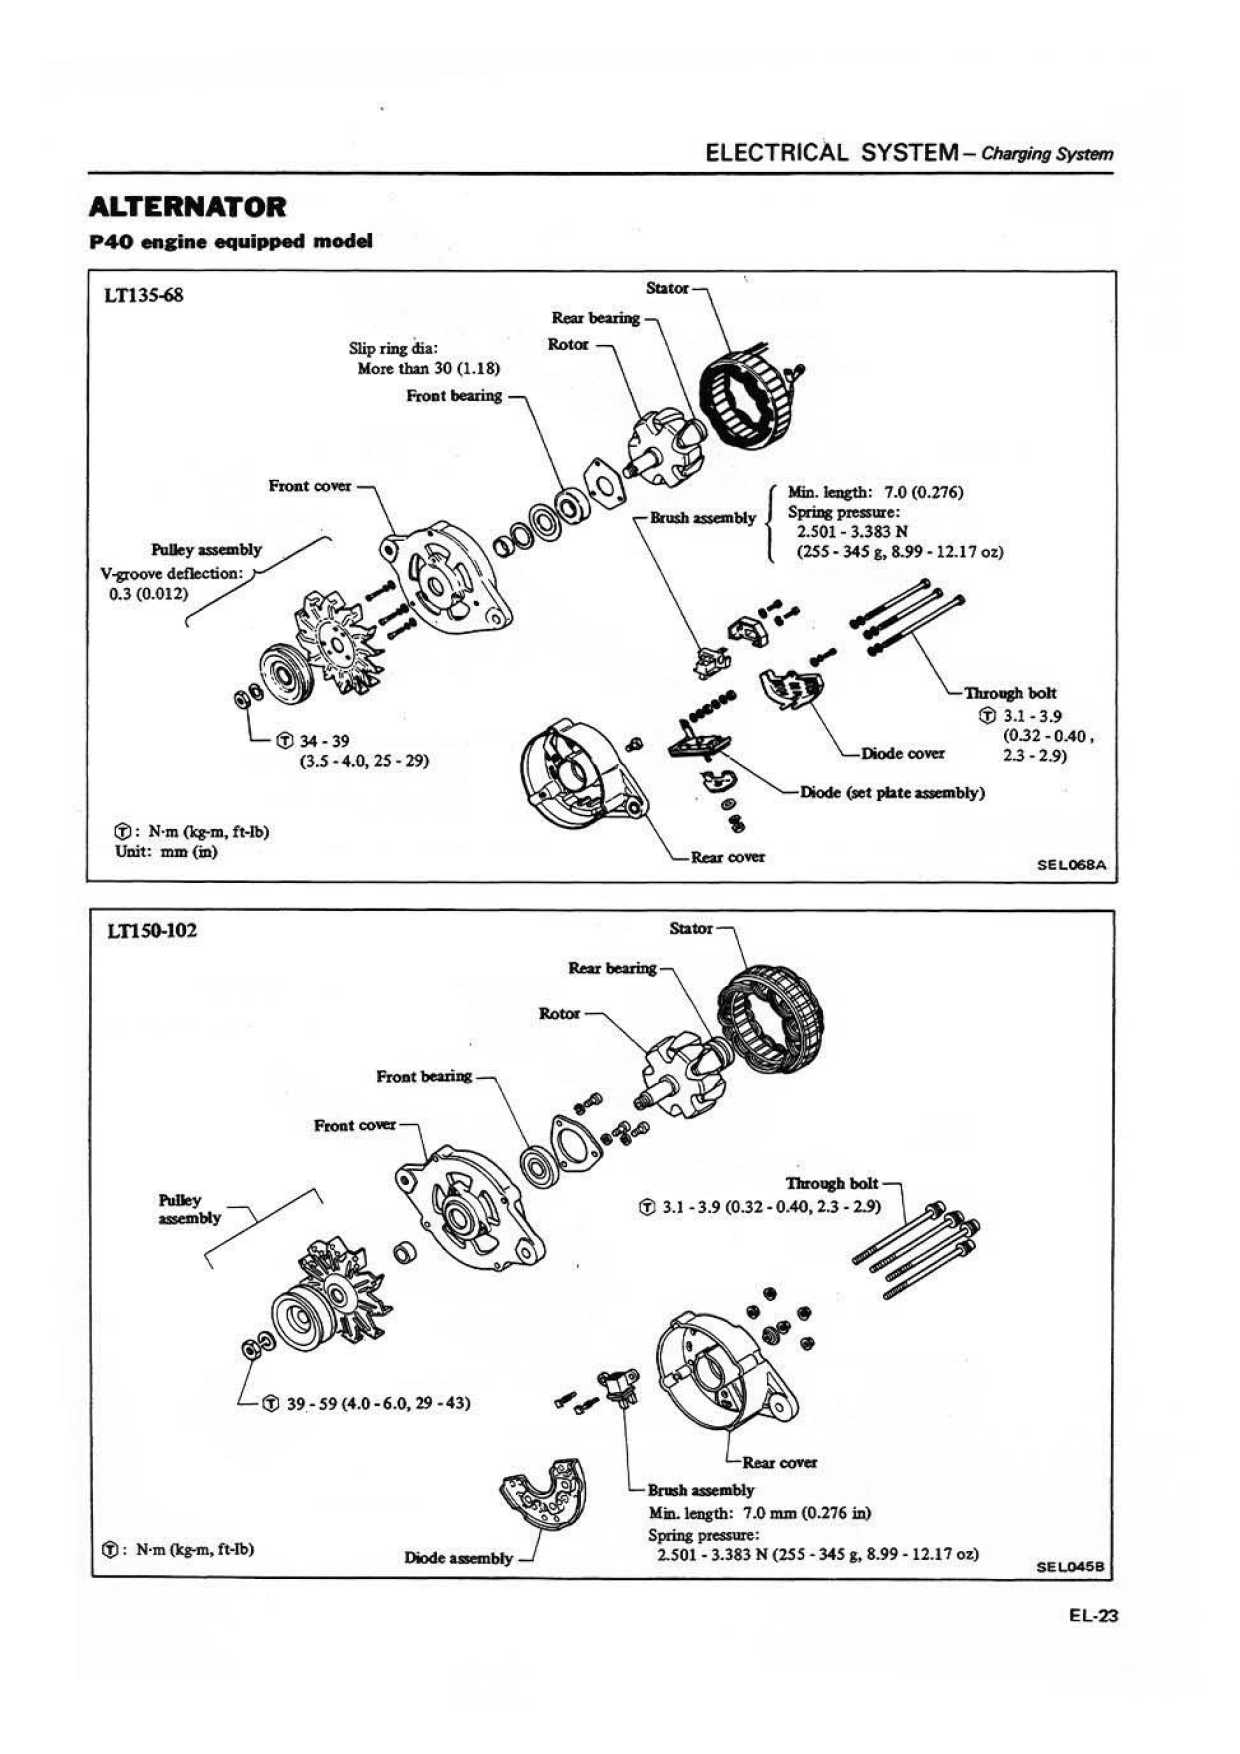 ELECTRICAL SYSTEM – Charging System
ALTERNATOR
P40 engine equipped model
LT135-68
Stator
Rear bearing
Rotor
Slip ring dia:
More than 30 (1.18)
Front bearing
Front cover
Min. length: 7.0 (0.276)
Brush assembly
Spring pressure:
2.501 - 3.383 N
(255 - 345 g, 8.99 - 12.17 oz)
Pulley assembly
V-groove deflection:
0.3 (0.012)
Through bolt
Ⓣ 3.1 - 3.9
(0.32 - 0.40,
2.3 - 2.9)
Ⓣ 34 - 39
(3.5 - 4.0, 25 - 29)
Diode cover
Diode (set plate assembly)
Ⓣ : N·m (kg-m, ft-lb)
Unit: mm (in)
Rear cover
SEL068A
LT150-102
Stator
Rear bearing
Rotor
Front bearing
Front cover
Through bolt
Ⓣ 3.1 - 3.9 (0.32 - 0.40, 2.3 - 2.9)
Pulley
assembly
Ⓣ 39 - 59 (4.0 - 6.0, 29 - 43)
Rear cover
Brush assembly
Min. length: 7.0 mm (0.276 in)
Spring pressure:
2.501 - 3.383 N (255 - 345 g, 8.99 - 12.17 oz)
Diode assembly
Ⓣ : N·m (kg-m, ft-lb)
SEL045B
EL-23